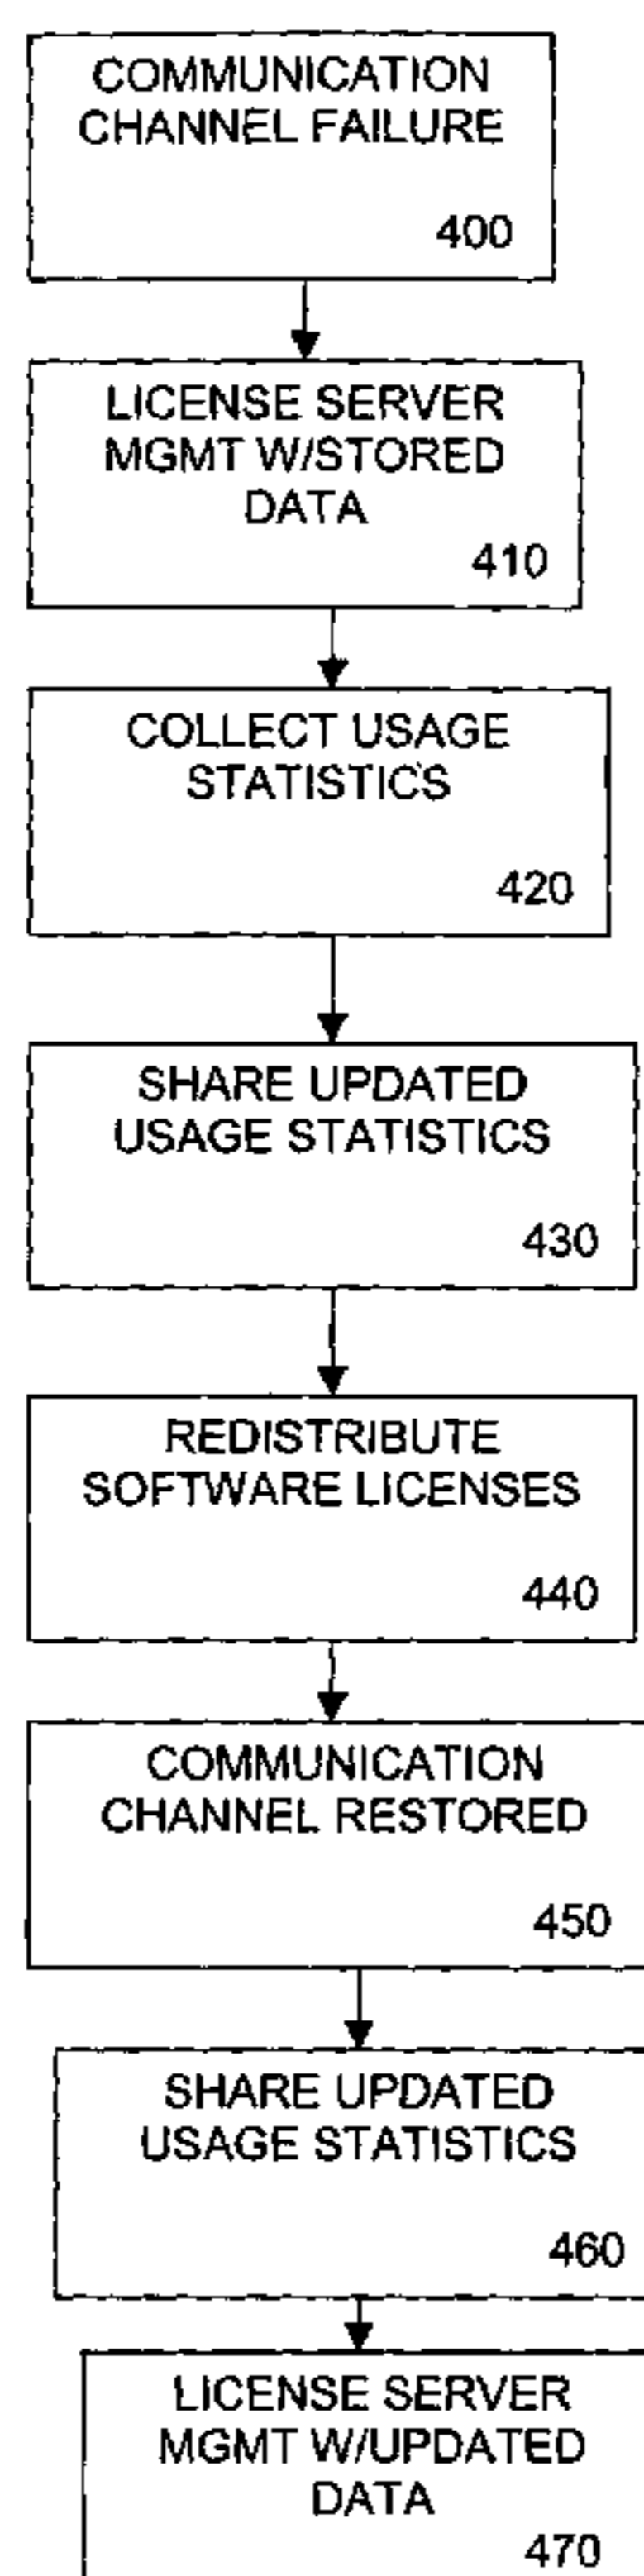 COMMUNICATION
CHANNEL FAILURE
400
LICENSE SERVER
MGMT W/STORED
DATA
410
COLLECT USAGE
STATISTICS
420
SHARE UPDATED
USAGE STATISTICS
430
REDISTRIBUTE
SOFTWARE LICENSES
440
COMMUNICATION
CHANNEL RESTORED
450
SHARE UPDATED
USAGE STATISTICS
460
LICENSE SERVER
MGMT W/UPDATED
DATA
470